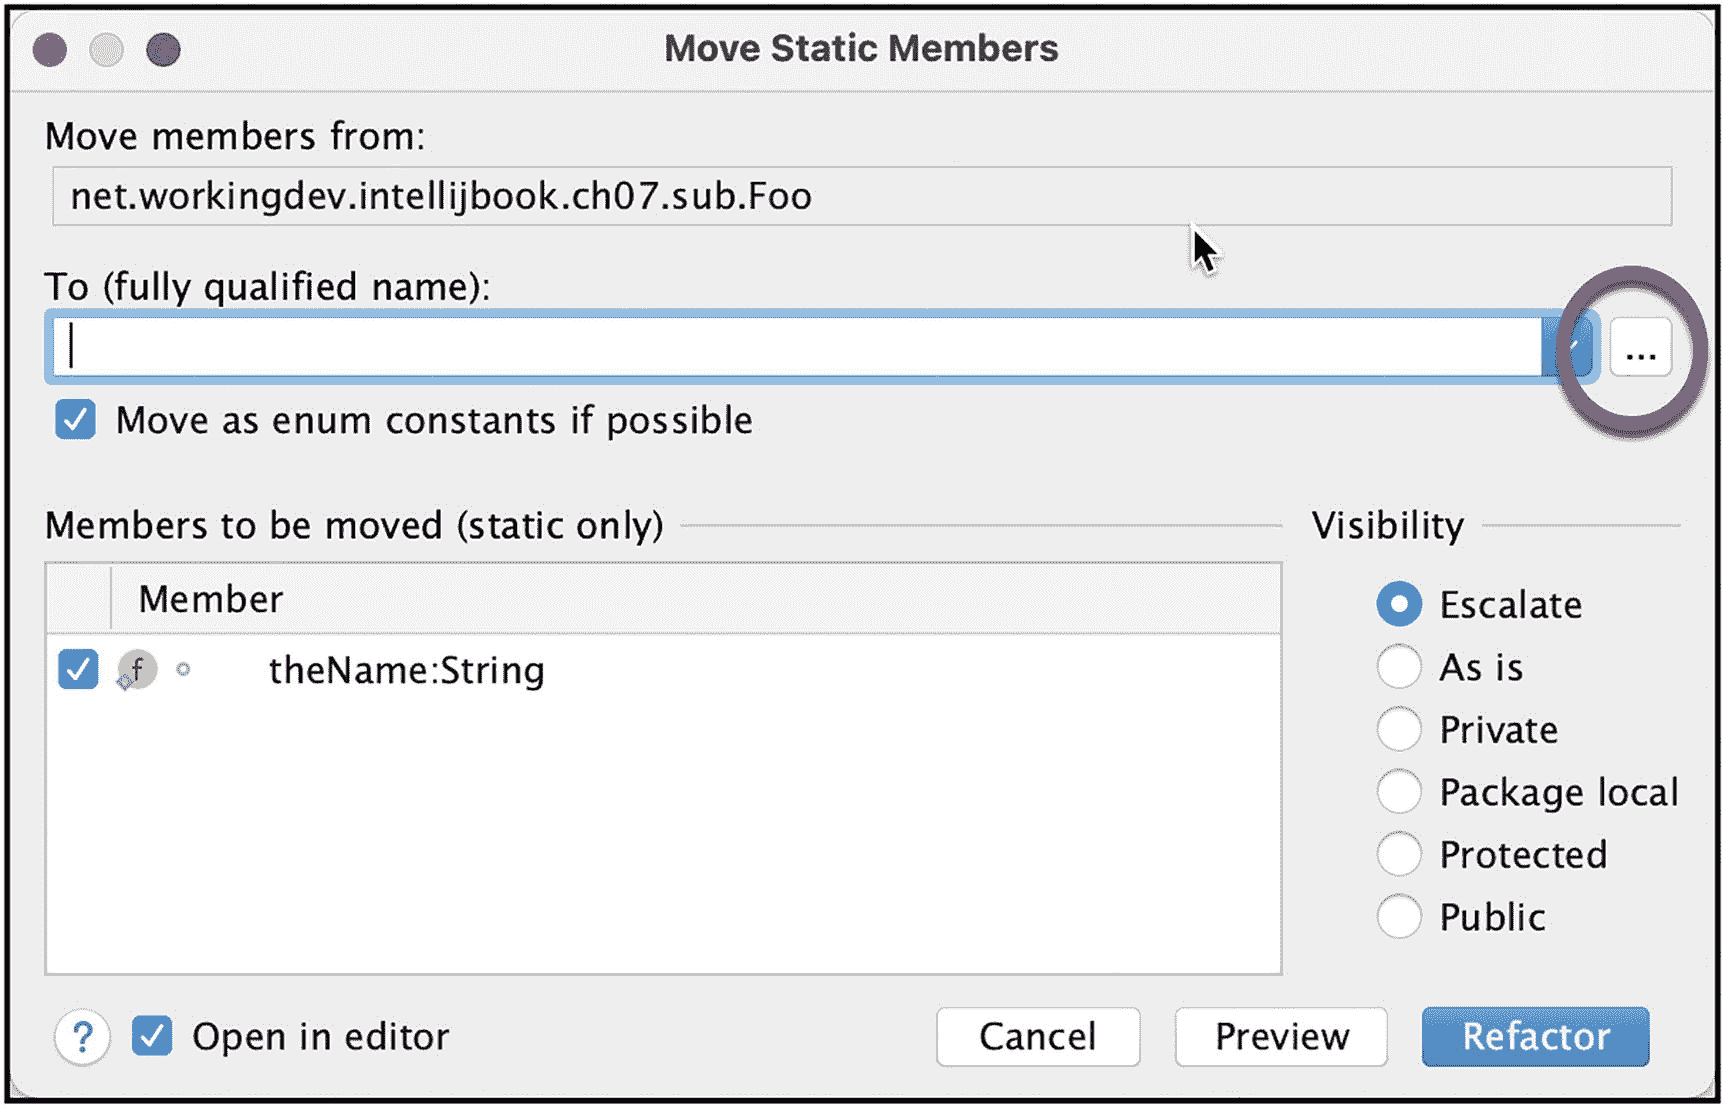 Move Static Members
Move members from:
net.workingdev.intellijbook.ch07.sub.Foo
To (fully qualified name):
...
Move as enum constants if possible
Members to be moved (static only)
Visibility
Member
f
theName:String
Escalate
As is
Private
Package local
Protected
Public
?
Open in editor
Cancel
Preview
Refactor